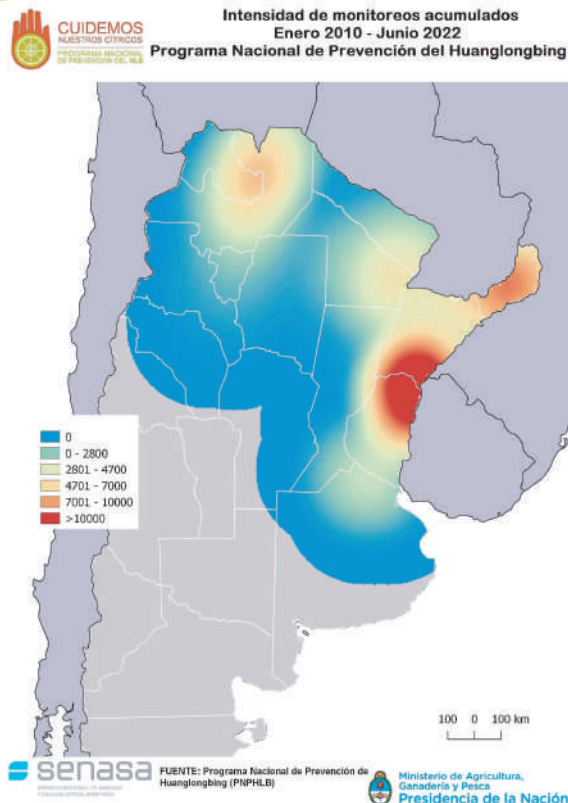 Intensidad de monitoreos acumulados
Enero 2010 - Junio 2022
Programa Nacional de Prevención del Huanglongbing
CUIDEMOS
NUESTROS CÍTRICOS
PROGRAMA NACIONAL
DE PREVENCIÓN DEL HLB
0
0 - 2800
2801 - 4700
4701 - 7000
7001 - 10000
>10000
100 0 100 km
senasa
FUENTE: Programa Nacional de Prevención de
Huanglongbing (PNPHLB)
Ministerio de Agricultura,
Ganadería y Pesca
Presidencia de la Nación